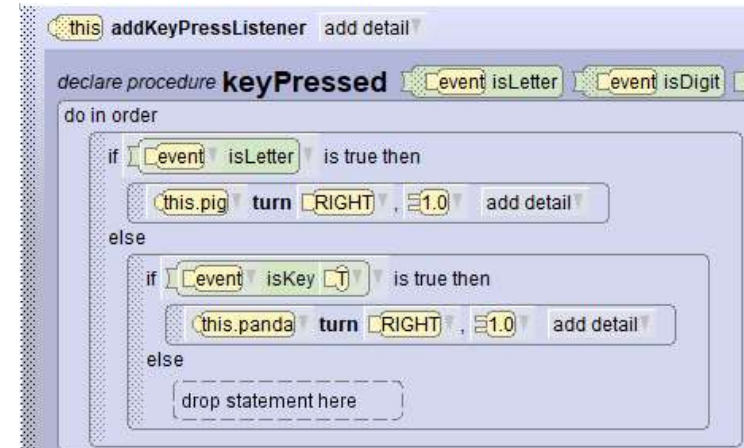 this addKeyPressListener add detail
declare procedure keyPressed event isLetter event isDigit
do in order
if event isLetter is true then
this.pig turn RIGHT , 1.0 add detail
else
if event isKey T is true then
this.panda turn RIGHT , 1.0 add detail
else
drop statement here